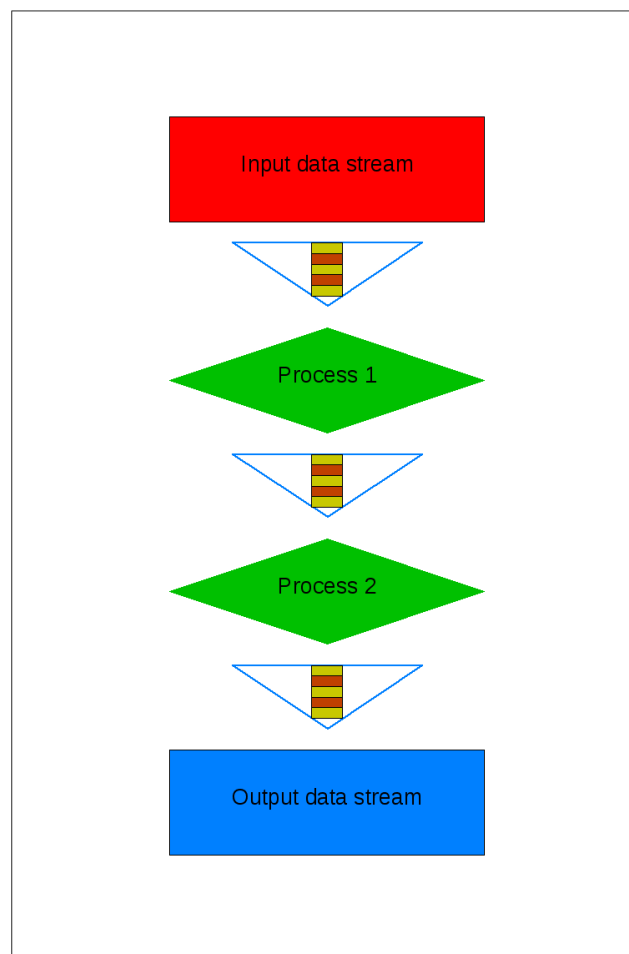 Input data stream
Process 1
Process 2
Output data stream